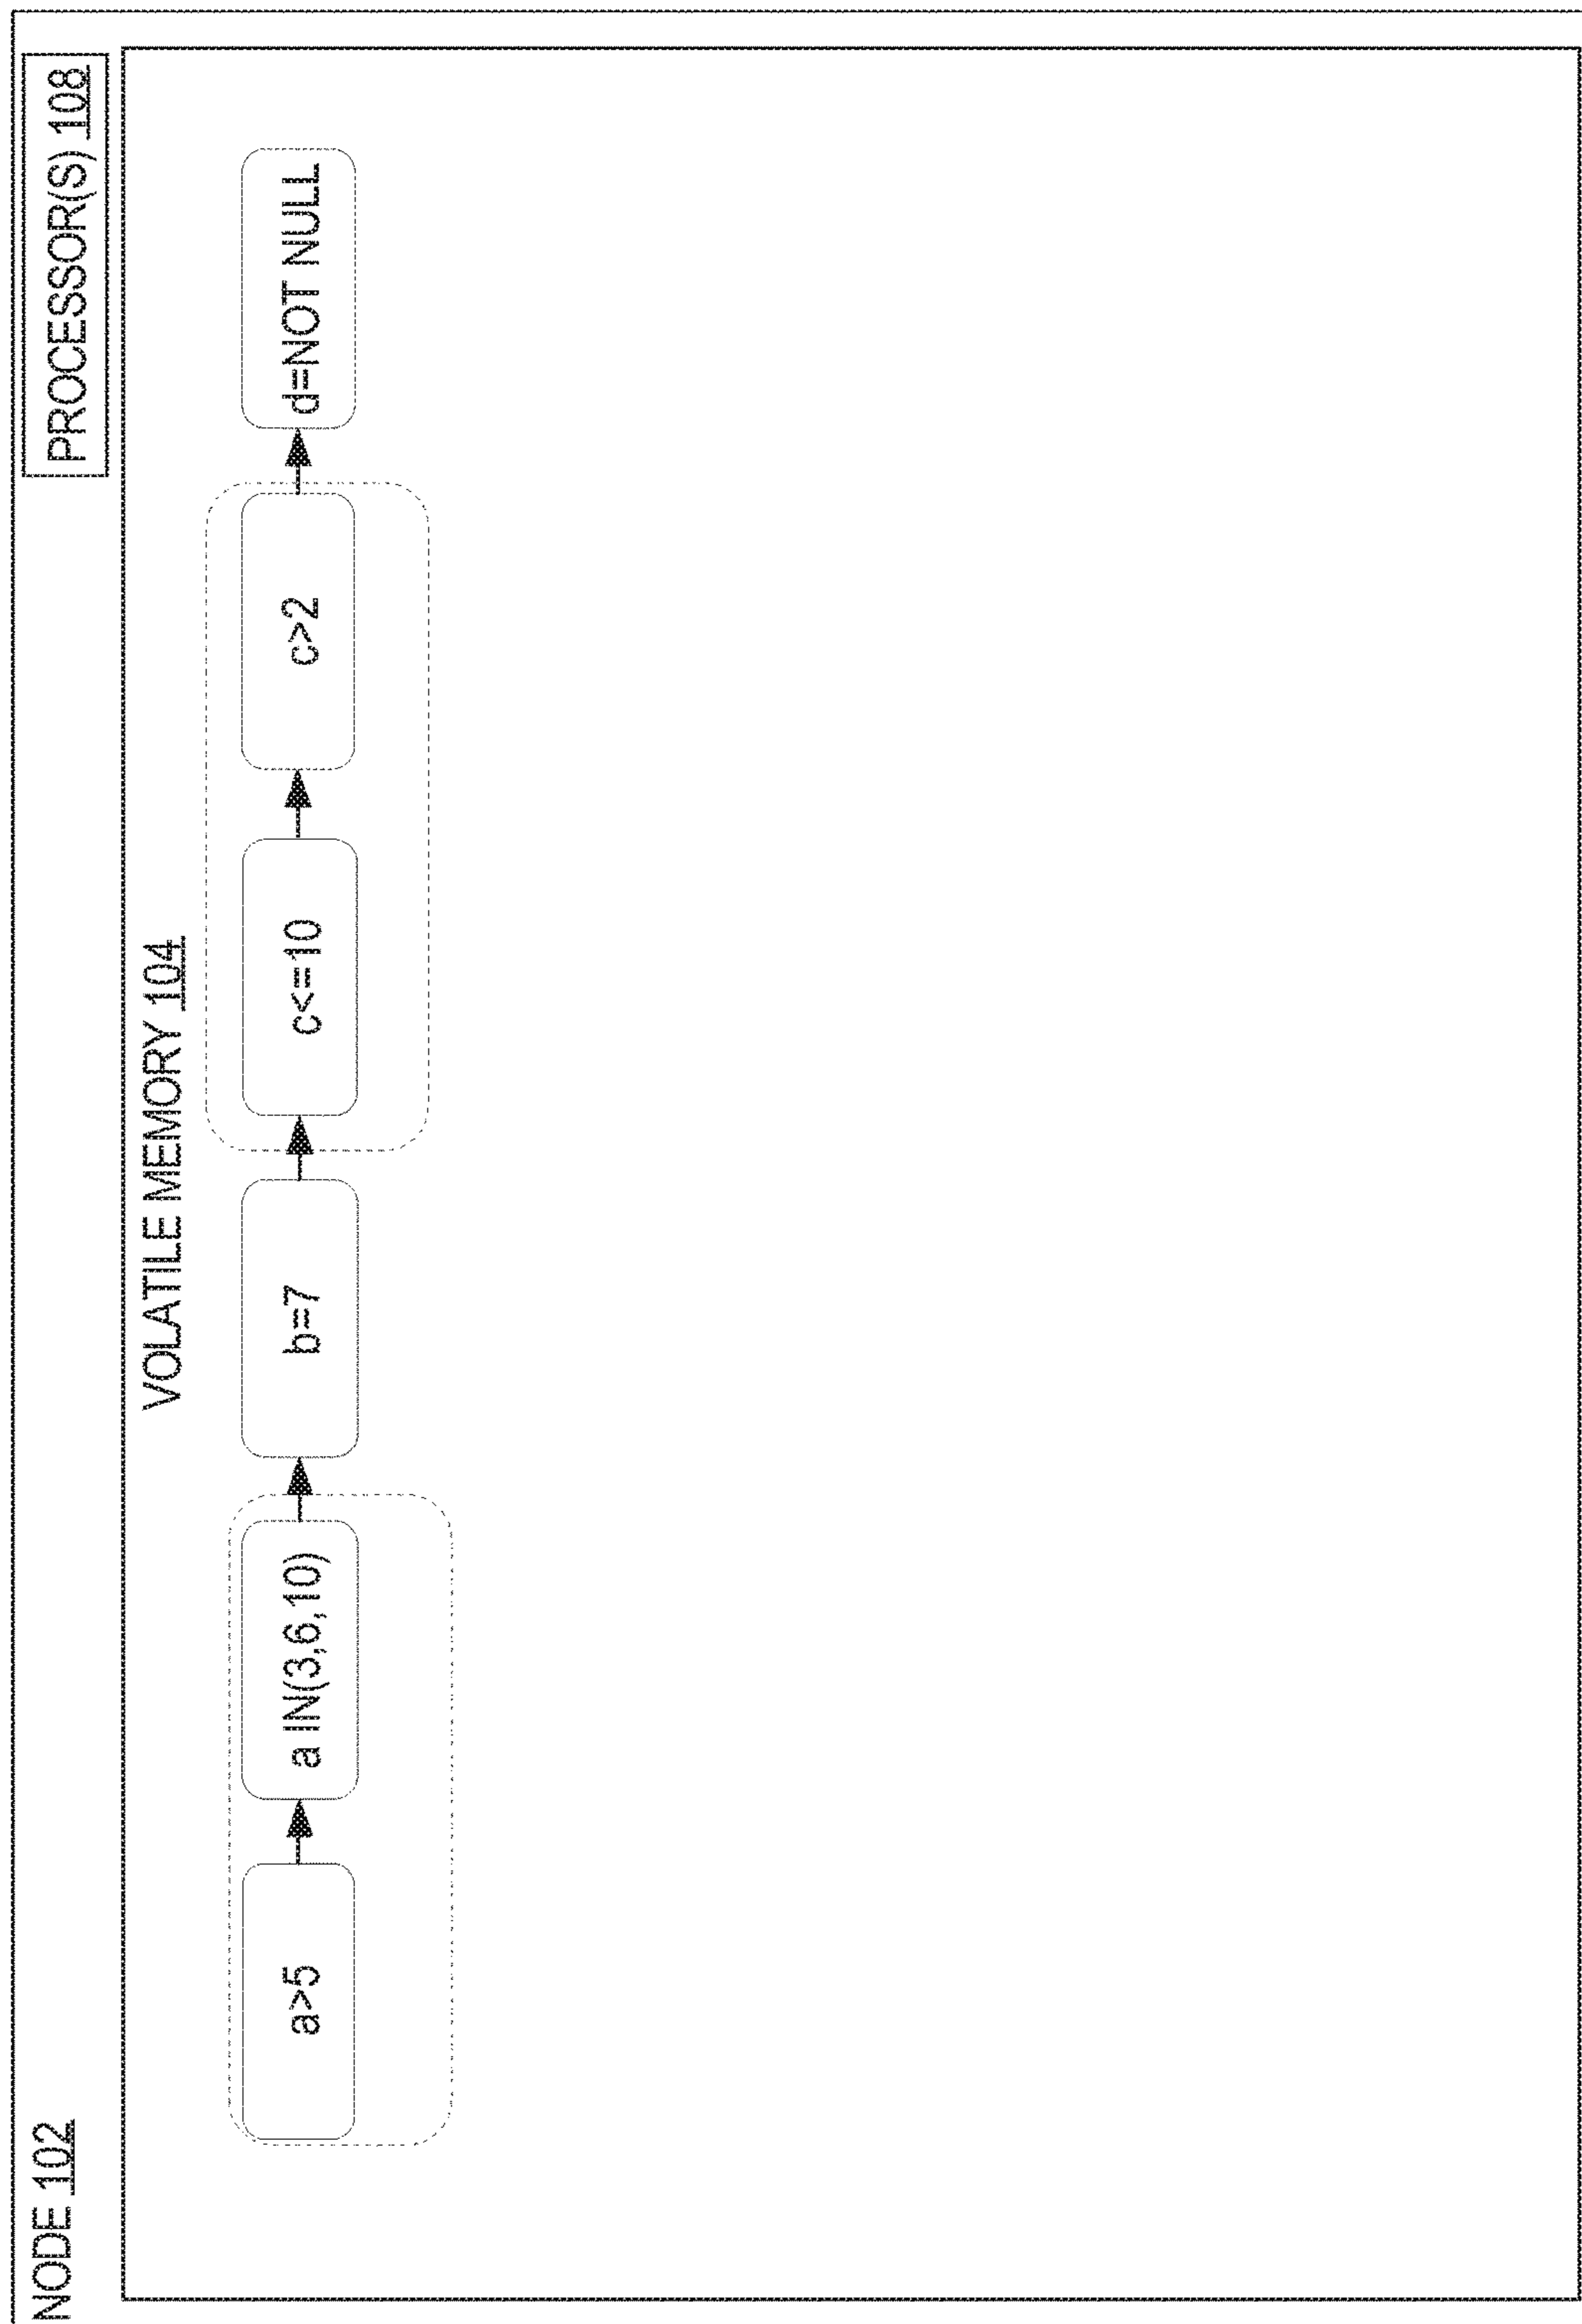 NODE 102
PROCESSOR(S) 108
VOLATILE MEMORY 104
a>5
a IN(3,6,10)
b=7
c<=10
c>2
d=NOT NULL